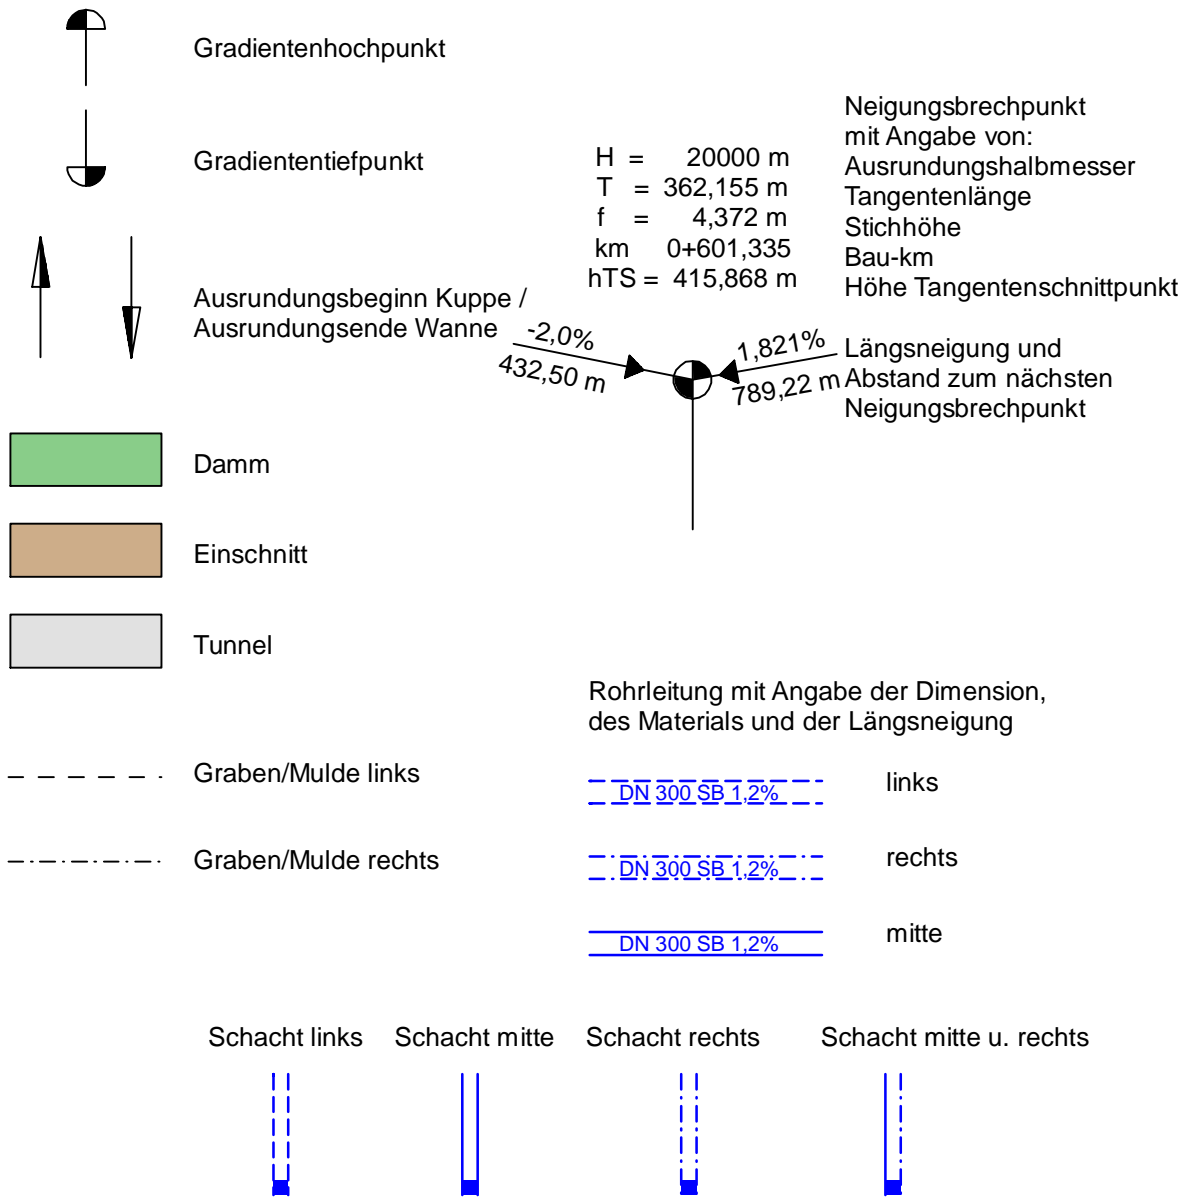 Gradientenhochpunkt
Gradiententiefpunkt
H = 20000 m
T = 362,155 m
f = 4,372 m
km 0+601,335
hTS = 415,868 m
Neigungsbrechpunkt
mit Angabe von:
Ausrundungshalbmesser
Tangentenlänge
Stichhöhe
Bau-km
Höhe Tangentenschnittpunkt
Ausrundungsbeginn Kuppe /
Ausrundungsende Wanne
-2,0%
432,50 m
1,821%
789,22 m
Längsneigung und
Abstand zum nächsten
Neigungsbrechpunkt
Damm
Einschnitt
Tunnel
Rohrleitung mit Angabe der Dimension,
des Materials und der Längsneigung
Graben/Mulde links
DN 300 SB 1,2%
links
Graben/Mulde rechts
DN 300 SB 1,2%
rechts
DN 300 SB 1,2%
mitte
Schacht links
Schacht mitte
Schacht rechts
Schacht mitte u. rechts